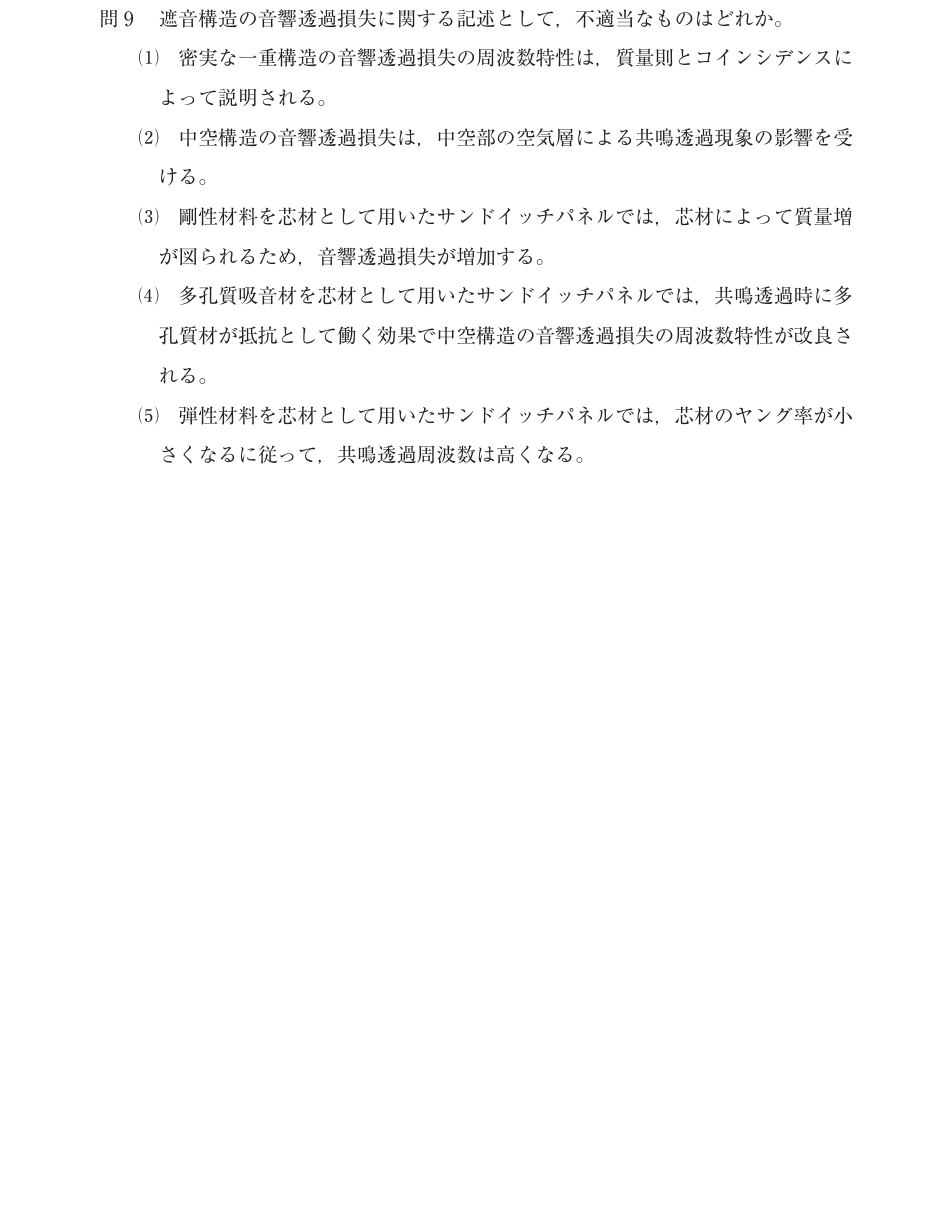 問 9　遮音構造の音響透過損失に関する記述として，不適当なものはどれか。
⑴　密実な一重構造の音響透過損失の周波数特性は，質量則とコインシデンスに
よって説明される。
⑵　中空構造の音響透過損失は，中空部の空気層による共鳴透過現象の影響を受
ける。
⑶　剛性材料を芯材として用いたサンドイッチパネルでは，芯材によって質量増
が図られるため，音響透過損失が増加する。
⑷　多孔質吸音材を芯材として用いたサンドイッチパネルでは，共鳴透過時に多
孔質材が抵抗として働く効果で中空構造の音響透過損失の周波数特性が改良さ
れる。
⑸　弾性材料を芯材として用いたサンドイッチパネルでは，芯材のヤング率が小
さくなるに従って，共鳴透過周波数は高くなる。